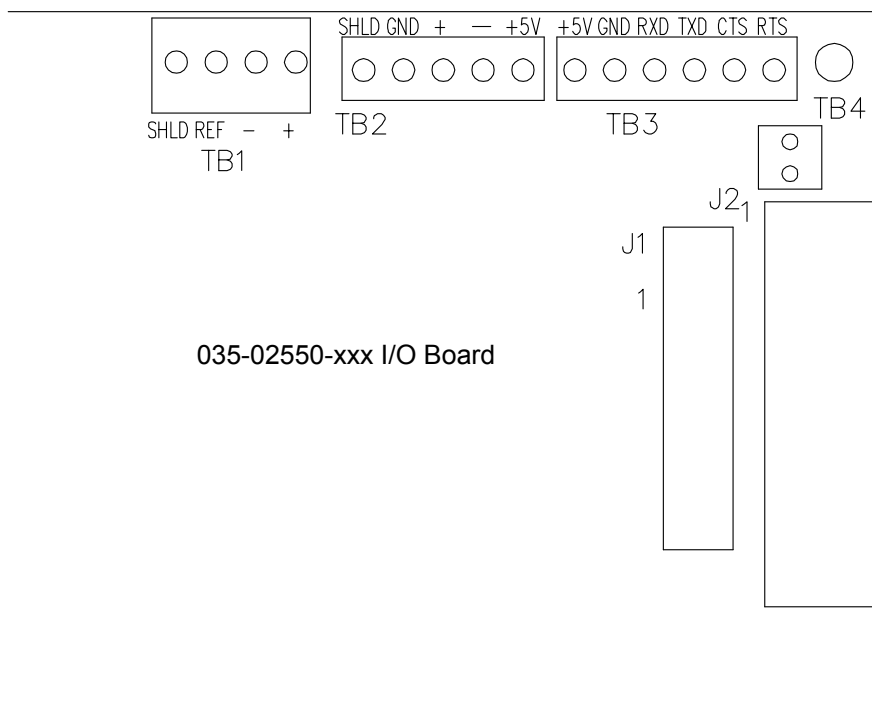 SHLD GND + — +5V
+5V GND RXD TXD CTS RTS
SHLD REF - +
TB1
TB2
TB3
TB4
J2
1
J1
1
035-02550-xxx I/O Board